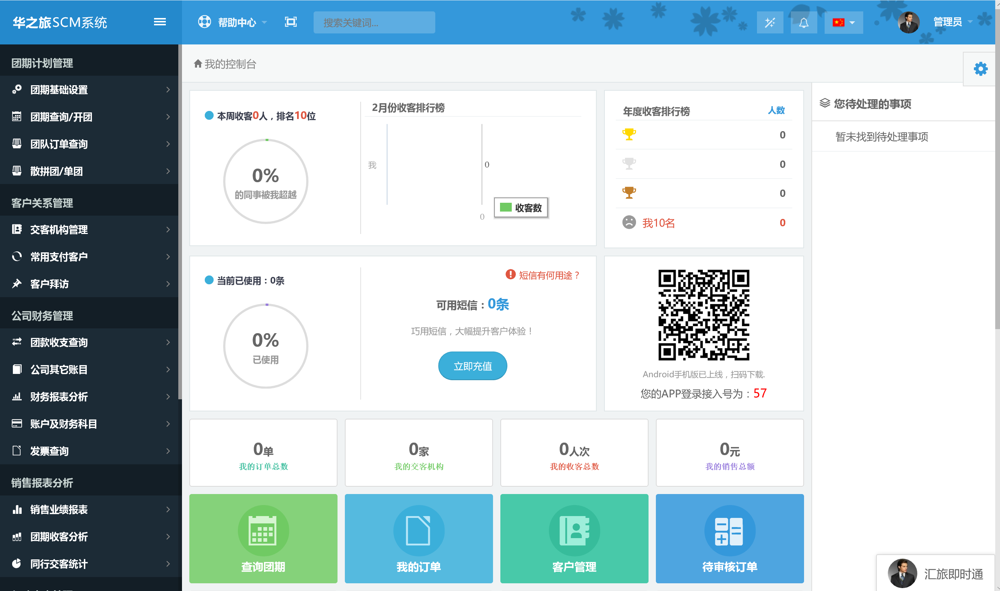 华之旅SCM系统
帮助中心
搜索关键词...
管理员
团期计划管理
团期基础设置
团期查询/开团
团队订单查询
散拼团/单团
客户关系管理
交客机构管理
常用支付客户
客户拜访
公司财务管理
团款收支查询
公司其它账目
财务报表分析
账户及财务科目
发票查询
销售报表分析
销售业绩报表
团期收客分析
同行交客统计
我的控制台
本周收客0人，排名10位
0%
的同事被我超越
2月份收客排行榜
我
0
0
收客数
年度收客排行榜 人数
0
0
0
我10名 0
您待处理的事项
暂未找到待处理事项
当前已使用：0条
0%
已使用
短信有何用途？
可用短信：0条
巧用短信，大幅提升客户体验！
立即充值
Android手机版已上线，扫码下载.
您的APP登录接入号为：57
0单
我的订单总数
0家
我的交客机构
0人次
我的收客总数
0元
我的销售总额
查询团期
我的订单
客户管理
待审核订单
汇旅即时通